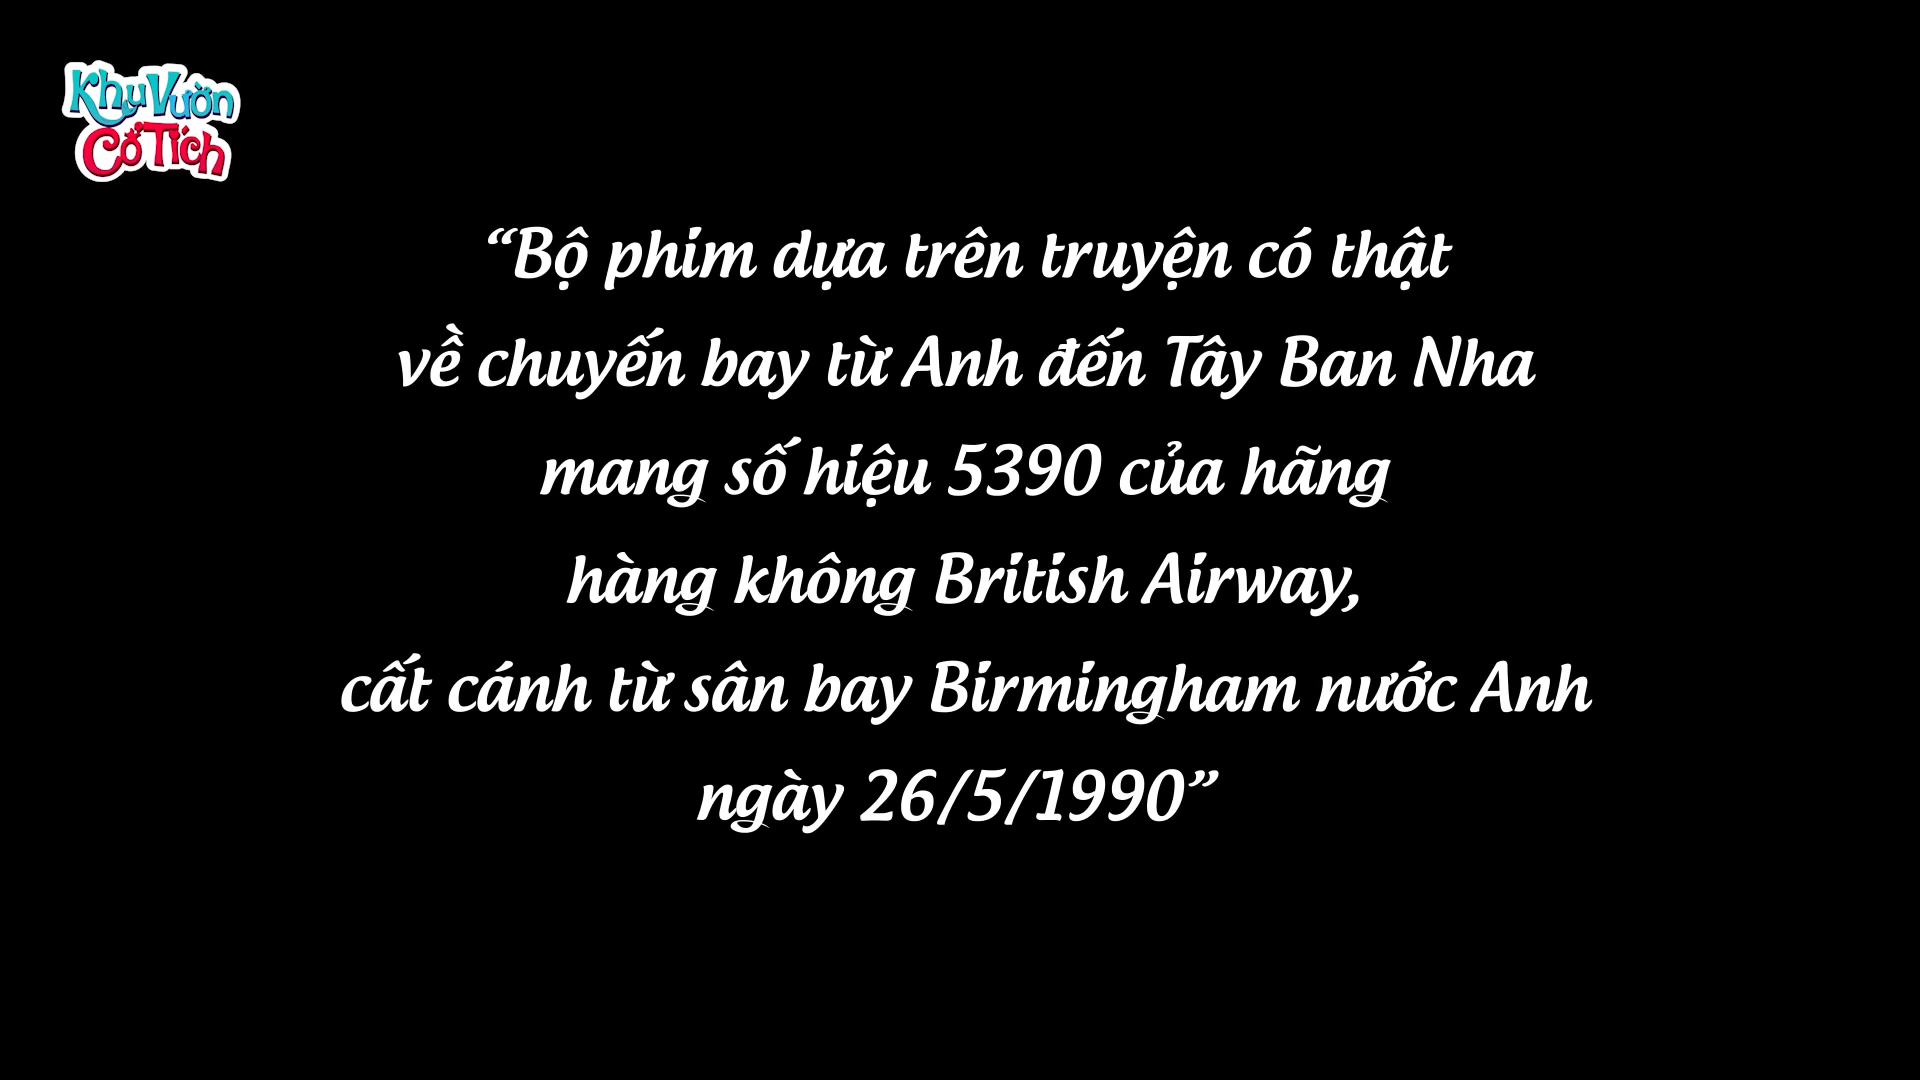 Khu Vườn
Cổ Tích
“Bộ phim dựa trên truyện có thật
về chuyến bay từ Anh đến Tây Ban Nha
mang số hiệu 5390 của hãng
hàng không British Airway,
cất cánh từ sân bay Birmingham nước Anh
ngày 26/5/1990”